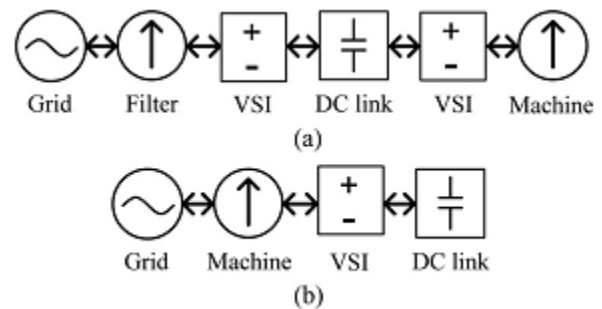 + - + -
Grid Filter VSI DC link VSI Machine
(a)
+ -
Grid Machine VSI DC link
(b)